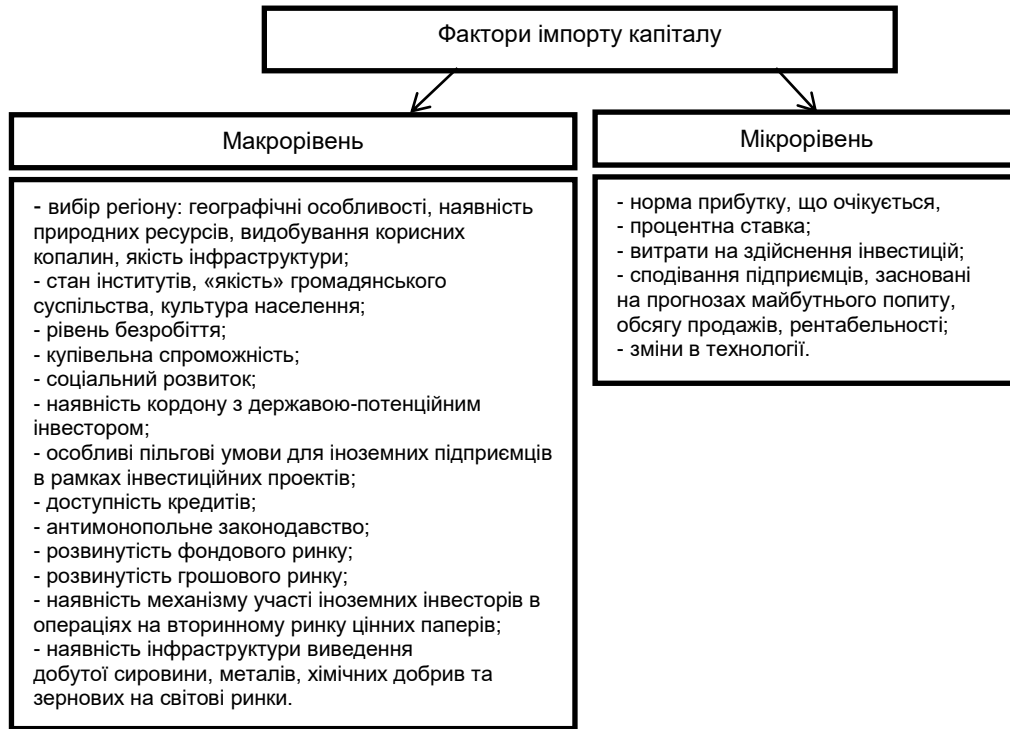 Фактори імпорту капіталу
Макрорівень
- вибір регіону: географічні особливості, наявність
природних ресурсів, видобування корисних
копалин, якість інфраструктури;
- стан інститутів, «якість» громадянського
суспільства, культура населення;
- рівень безробіття;
- купівельна спроможність;
- соціальний розвиток;
- наявність кордону з державою-потенційним
інвестором;
- особливі пільгові умови для іноземних підприємців
в рамках інвестиційних проектів;
- доступність кредитів;
- антимонопольне законодавство;
- розвинутість фондового ринку;
- розвинутість грошового ринку;
- наявність механізму участі іноземних інвесторів в
операціях на вторинному ринку цінних паперів;
- наявність інфраструктури виведення
добутої сировини, металів, хімічних добрив та
зернових на світові ринки.
Мікрорівень
- норма прибутку, що очікується,
- процентна ставка;
- витрати на здійснення інвестицій;
- сподівання підприємців, засновані
на прогнозах майбутнього попиту,
обсягу продажів, рентабельності;
- зміни в технології.